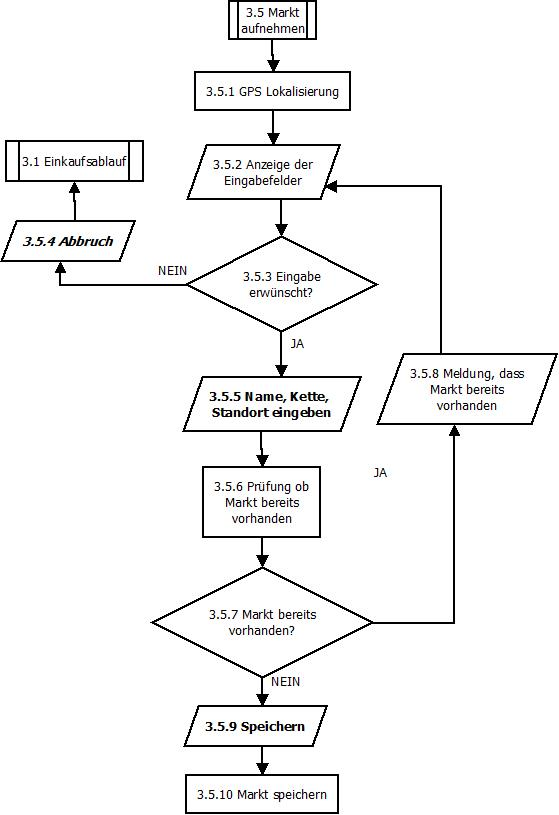 3.5 Markt
aufnehmen
3.5.1 GPS Lokalisierung
3.1 Einkaufsablauf
3.5.2 Anzeige der
Eingabefelder
3.5.4 Abbruch
NEIN
3.5.3 Eingabe
erwünscht?
JA
3.5.5 Name, Kette,
Standort eingeben
3.5.8 Meldung, dass
Markt bereits
vorhanden
3.5.6 Prüfung ob
Markt bereits
vorhanden
JA
3.5.7 Markt bereits
vorhanden?
NEIN
3.5.9 Speichern
3.5.10 Markt speichern